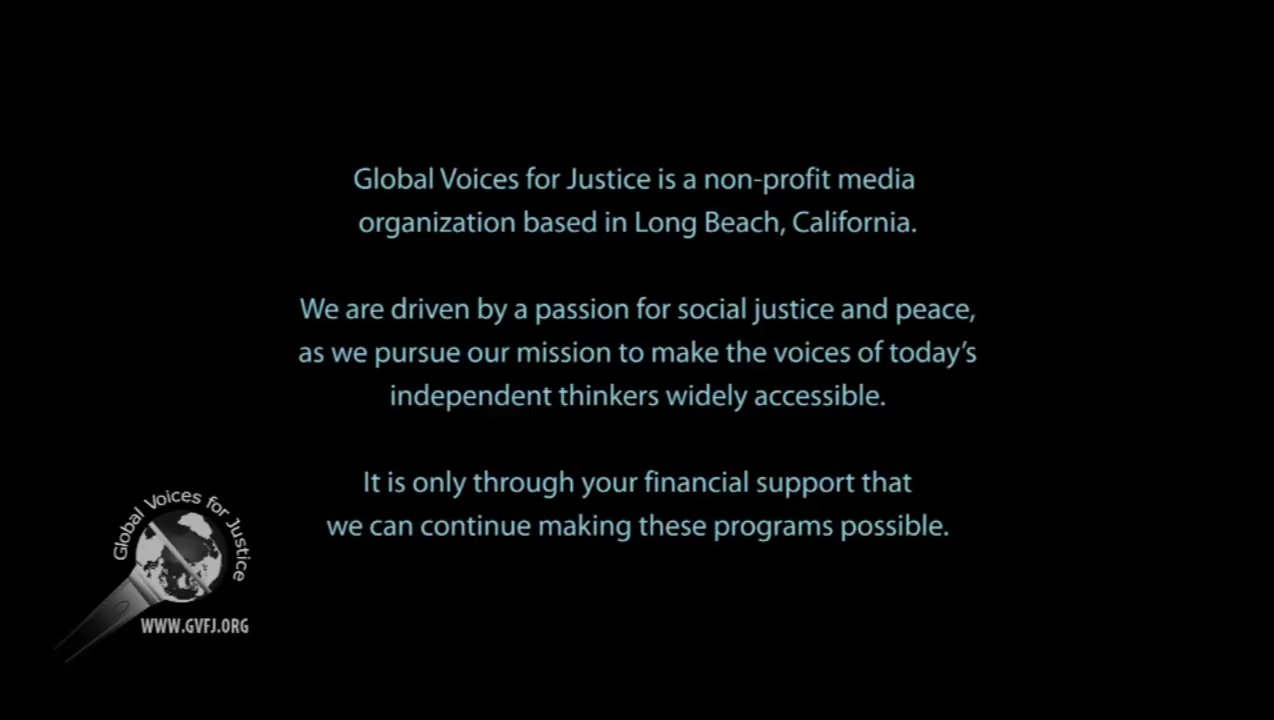 Global Voices for Justice is a non-profit media
organization based in Long Beach, California.
We are driven by a passion for social justice and peace,
as we pursue our mission to make the voices of today's
independent thinkers widely accessible.
It is only through your financial support that
we can continue making these programs possible.
Global Voices for Justice
WWW.GVFJ.ORG